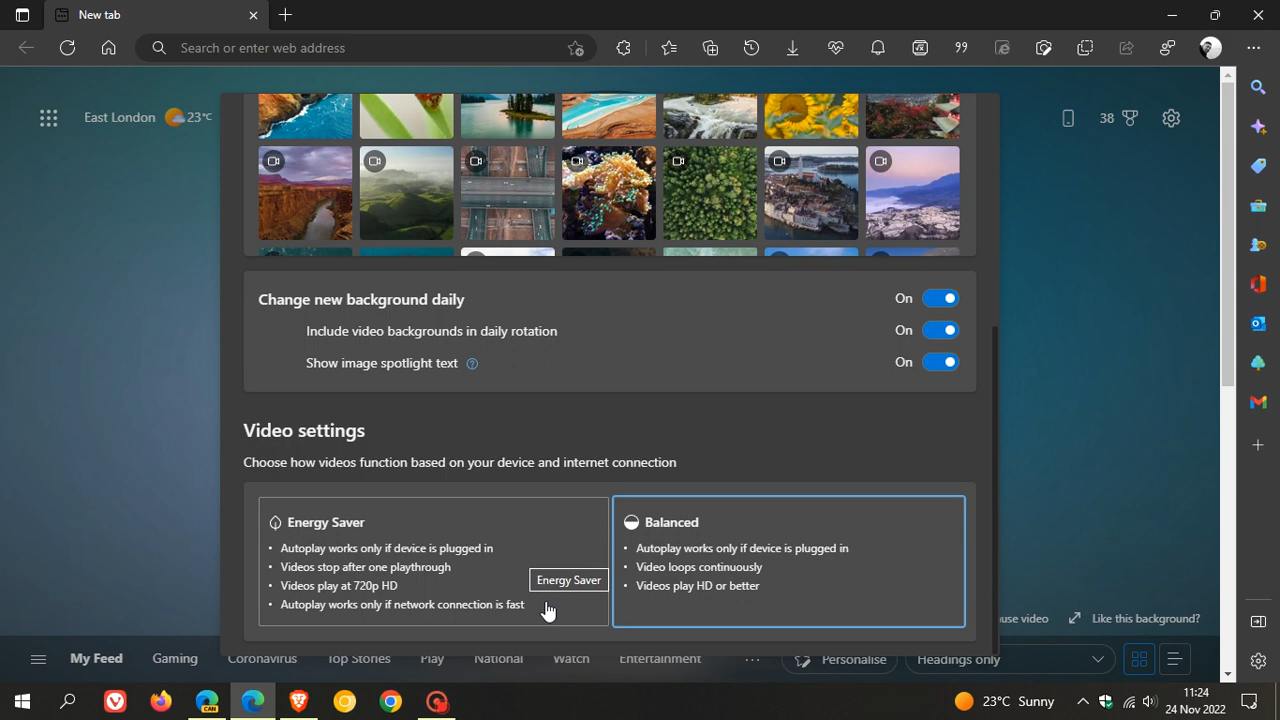 New tab
Search or enter web address
East London 23°C
38
Change new background daily
On
Include video backgrounds in daily rotation
On
Show image spotlight text
On
Video settings
Choose how videos function based on your device and internet connection
Energy Saver
• Autoplay works only if device is plugged in
• Videos stop after one playthrough
• Videos play at 720p HD
• Autoplay works only if network connection is fast
Energy Saver
Balanced
• Autoplay works only if device is plugged in
• Video loops continuously
• Videos play HD or better
use video
Like this background?
My Feed
Gaming
Coronavirus
Top Stories
Play
National
Watch
Entertainment
...
Personalise
Headings only
CAN
23°C Sunny
11:24
24 Nov 2022